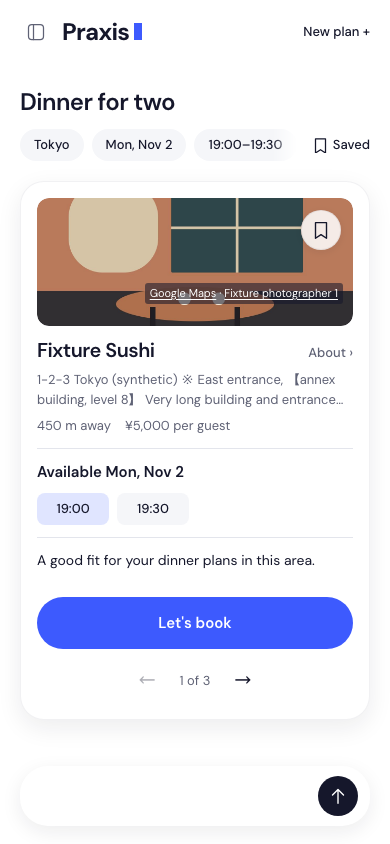 Praxis
New plan +
Dinner for two
Tokyo
Mon, Nov 2
19:00–19:30
Saved
Google Maps · Fixture photographer 1
Fixture Sushi
About ›
1-2-3 Tokyo (synthetic) ※ East entrance, 【annex
building, level 8】 Very long building and entrance…
450 m away
¥5,000 per guest
Available Mon, Nov 2
19:00
19:30
A good fit for your dinner plans in this area.
Let's book
← 1 of 3 →